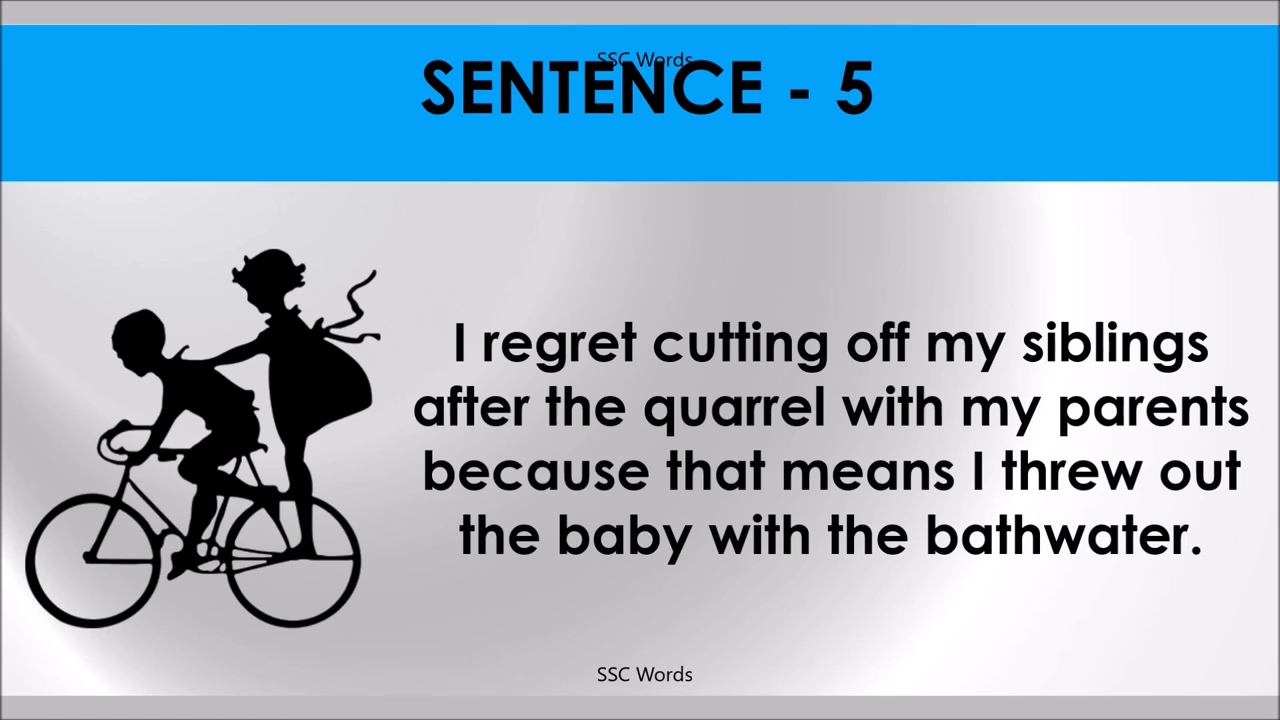 SSC Words
SENTENCE - 5
I regret cutting off my siblings
after the quarrel with my parents
because that means I threw out
the baby with the bathwater.
SSC Words